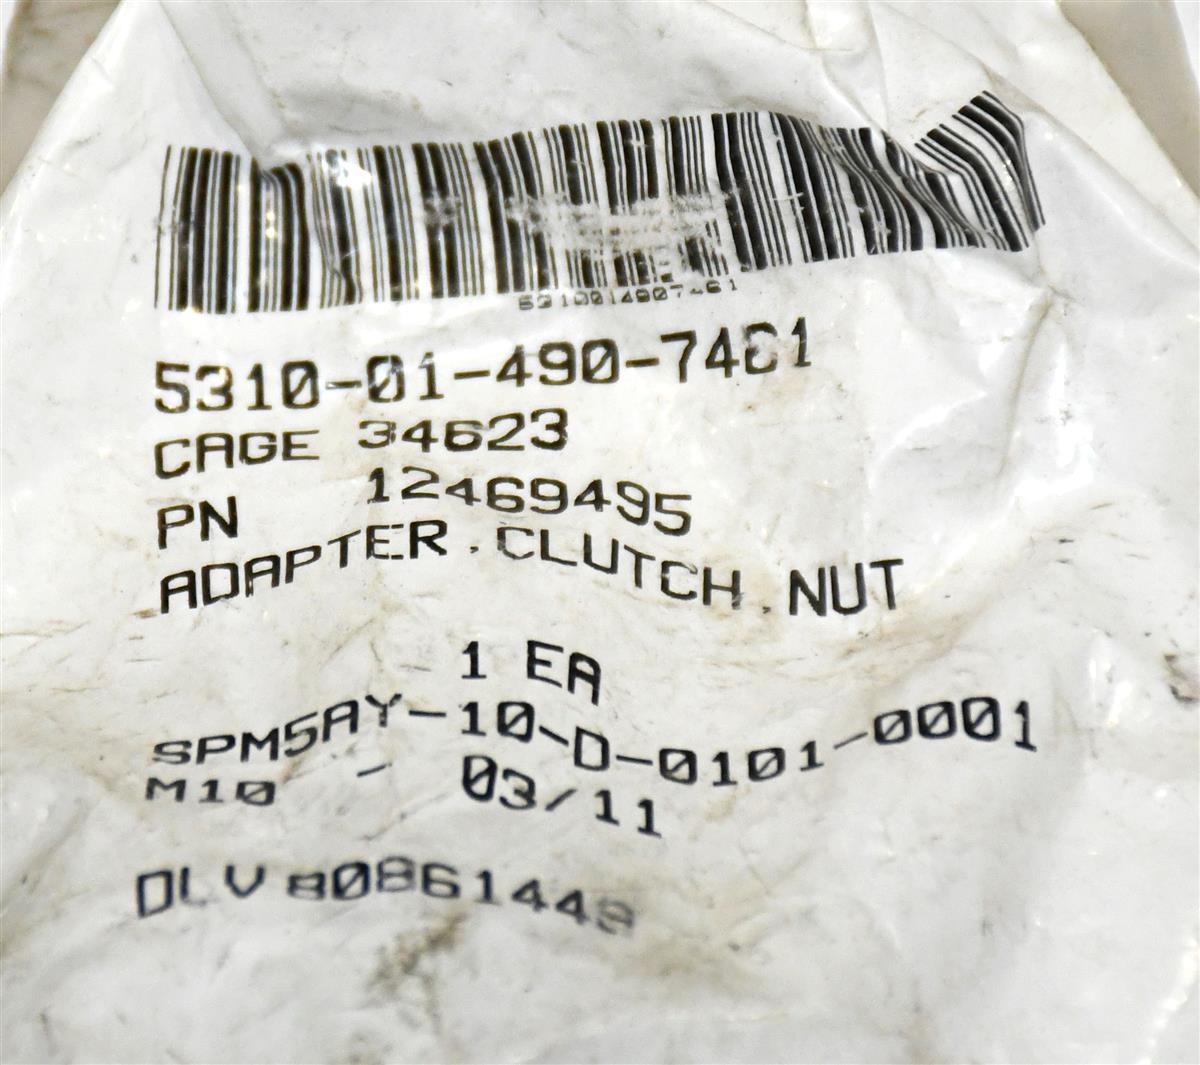 5310014907461
5310-01-490-7461
CAGE 34623
PN 12469495
ADAPTER,CLUTCH,NUT
1 EA
SPM5AY-10-D-0101-0001
M10 - 03/11
DLV 80861449